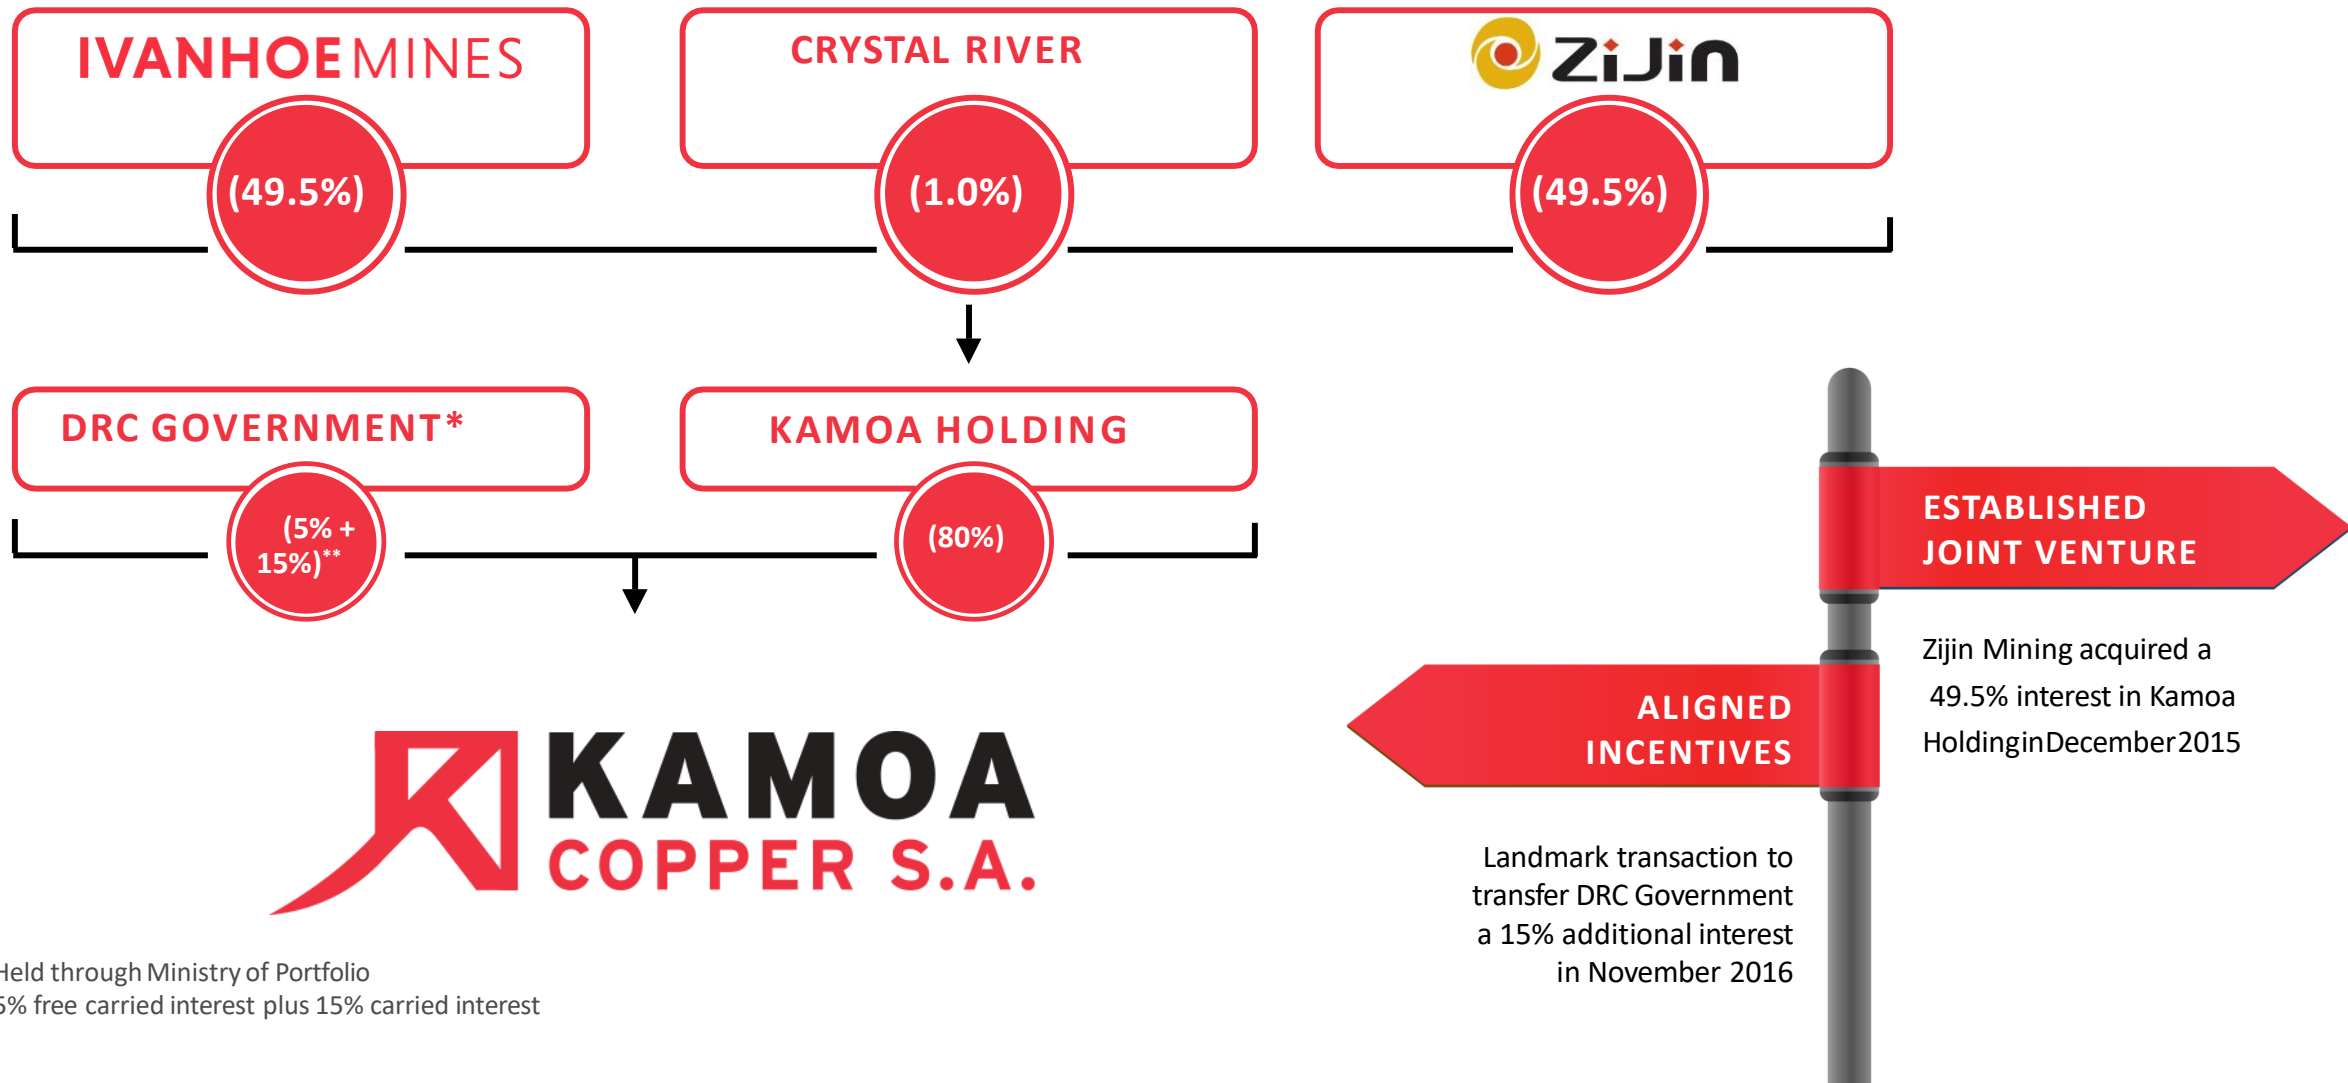 IVANHOE MINES
(49.5%)
CRYSTAL RIVER
(1.0%)
ZiJin
(49.5%)
DRC GOVERNMENT*
(5% +
15%)**
KAMOA HOLDING
(80%)
KAMOA
COPPER S.A.
Held through Ministry of Portfolio
5% free carried interest plus 15% carried interest
ESTABLISHED
JOINT VENTURE
Zijin Mining acquired a
49.5% interest in Kamoa
HoldinginDecember2015
ALIGNED
INCENTIVES
Landmark transaction to
transfer DRC Government
a 15% additional interest
in November 2016